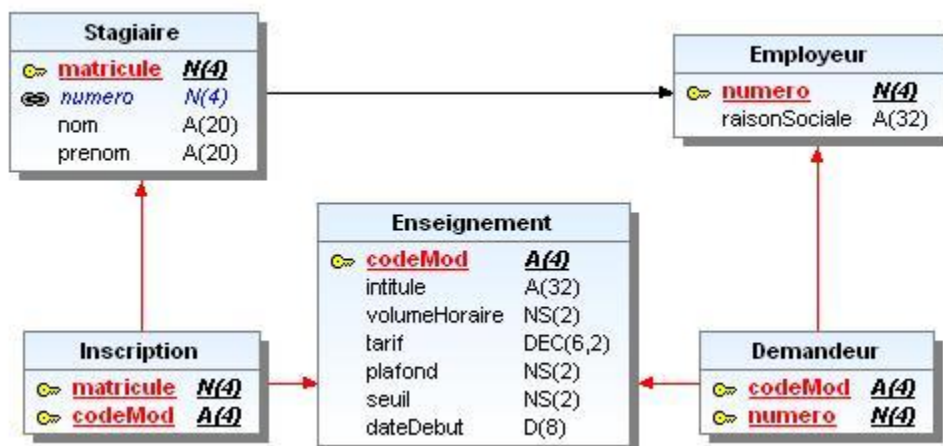 Stagiaire
matricule N(4)
numero N(4)
nom A(20)
prenom A(20)
Employeur
numero N(4)
raisonSociale A(32)
Enseignement
codeMod A(4)
intitule A(32)
volumeHoraire NS(2)
tarif DEC(6,2)
plafond NS(2)
seuil NS(2)
dateDebut D(8)
Inscription
matricule N(4)
codeMod A(4)
Demandeur
codeMod A(4)
numero N(4)